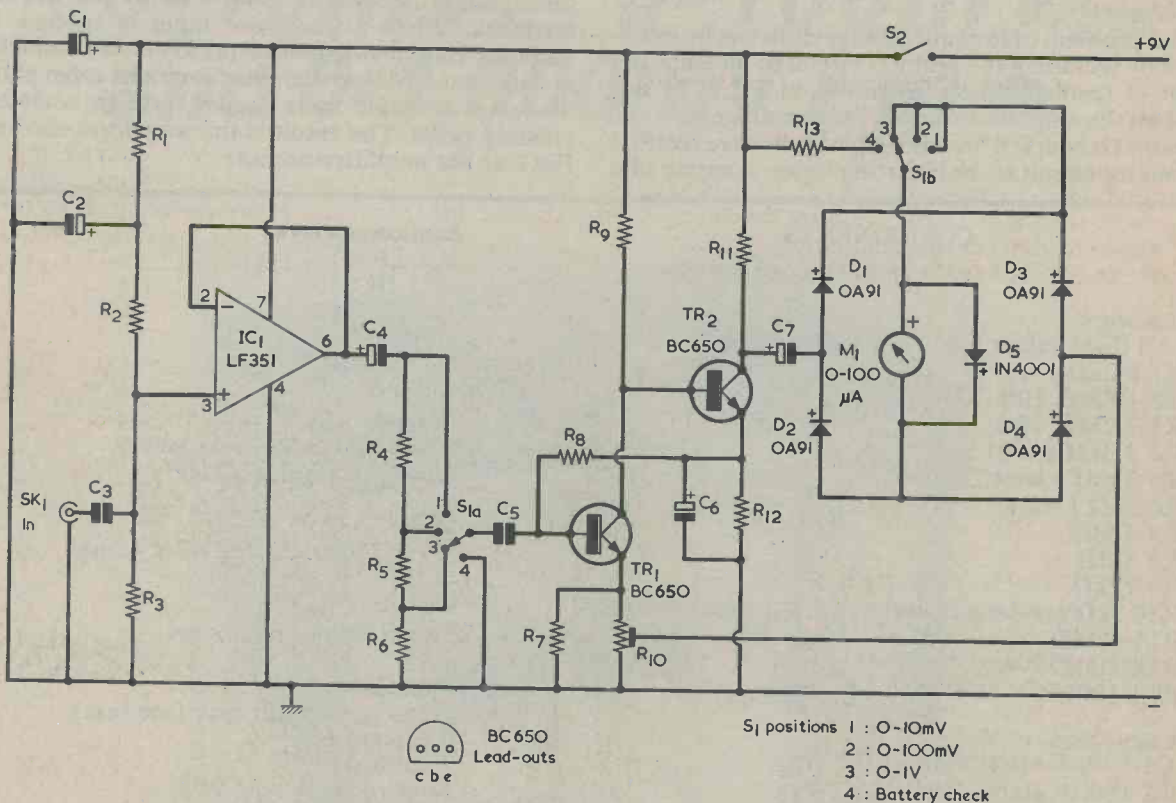 C1
+
S2
+9V
R1
R13
3
2
4
1
S1b
C2
+
R9
R11
D1
OA91
D3
OA91
R2
2
−
7
IC1
LF351
6
+
3
4
C4
+
TR2
BC650
C7
+
M1
0-100
µA
+
D5
1N4001
D2
OA91
D4
OA91
R4
R8
SK1
In
C3
1
2
S1a
3
4
C5
+
C6
R12
R5
TR1
BC650
R3
R6
R7
R10
−
BC650
Lead-outs
c b e
S1 positions 1 : 0-10mV
2 : 0-100mV
3 : 0-1V
4 : Battery check